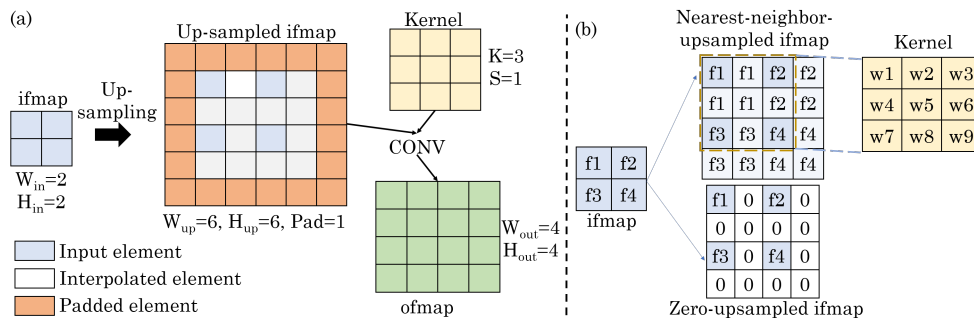 (a)
Up-sampled ifmap
Kernel
K=3
S=1
ifmap
Up-
sampling
W_in=2
H_in=2
CONV
W_up=6, H_up=6, Pad=1
W_out=4
H_out=4
ofmap
Input element
Interpolated element
Padded element
(b)
Nearest-neighbor-
upsampled ifmap
Kernel
f1 f1 f2 f2
f1 f1 f2 f2
f3 f3 f4 f4
f3 f3 f4 f4
w1 w2 w3
w4 w5 w6
w7 w8 w9
f1 f2
f3 f4
ifmap
f1 0 f2 0
0 0 0 0
f3 0 f4 0
0 0 0 0
Zero-upsampled ifmap